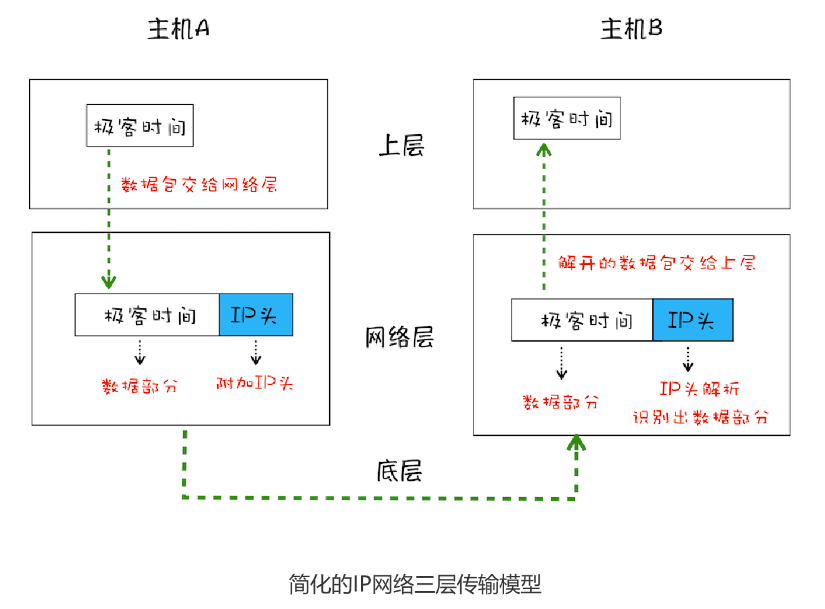 主机A
主机B
极客时间
极客时间
上层
数据包交给网络层
解开的数据包交给上层
极客时间
IP头
极客时间
IP头
网络层
数据部分
附加IP头
数据部分
IP头解析
识别出数据部分
底层
简化的IP网络三层传输模型